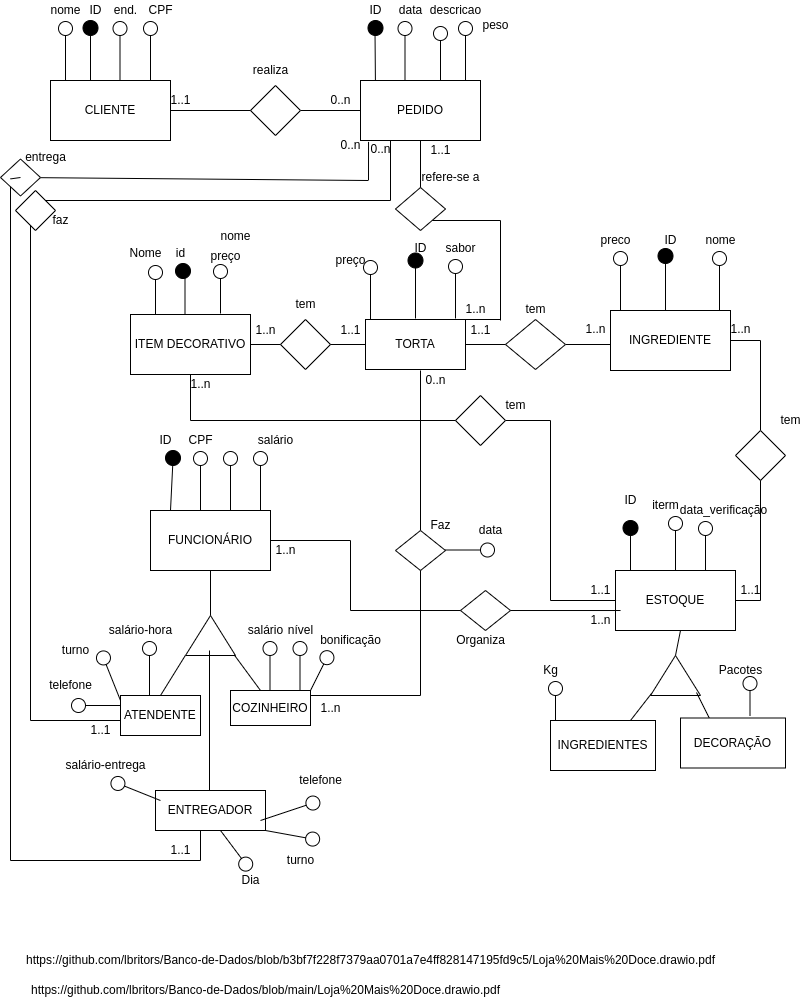 nome ID end. CPF
ID data descricao
peso
realiza
CLIENTE
1..1
0..n
PEDIDO
0..n
0..n
1..1
entrega
refere-se a
faz
nome
Nome id preço
preço
ID
sabor
preco ID nome
tem
1..n
tem
ITEM DECORATIVO
1..n
1..1
TORTA
1..1
1..n
INGREDIENTE
1..n
1..n
0..n
tem
tem
ID CPF salário
ID
iterm
data_verificação
Faz
data
FUNCIONÁRIO
1..n
1..1
ESTOQUE
1..1
1..n
Organiza
salário-hora
salário nível
bonificação
turno
telefone
Kg
Pacotes
ATENDENTE
COZINHEIRO
1..n
1..1
INGREDIENTES
DECORAÇÃO
salário-entrega
telefone
ENTREGADOR
1..1
turno
Dia
https://github.com/lbritors/Banco-de-Dados/blob/b3bf7f228f7379aa0701a7e4ff828147195fd9c5/Loja%20Mais%20Doce.drawio.pdf
https://github.com/lbritors/Banco-de-Dados/blob/main/Loja%20Mais%20Doce.drawio.pdf